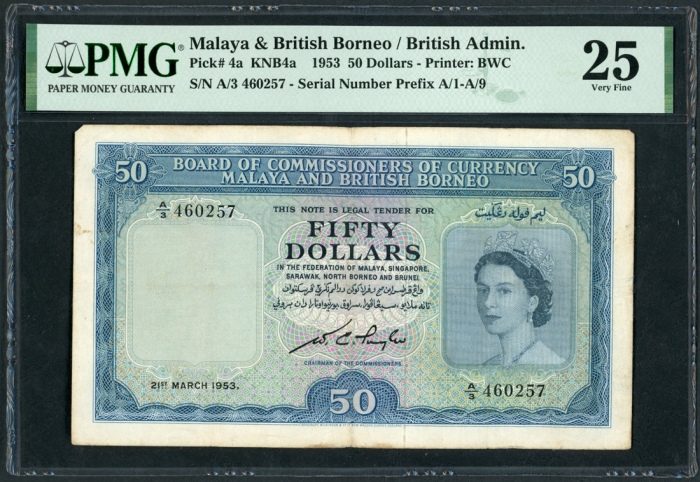 PMG
PAPER MONEY GUARANTY
Malaya & British Borneo / British Admin.
Pick# 4a KNB4a 1953 50 Dollars - Printer: BWC
S/N A/3 460257 - Serial Number Prefix A/1-A/9
25
Very Fine
50
BOARD OF COMMISSIONERS OF CURRENCY
MALAYA AND BRITISH BORNEO
50
A/3 460257
THIS NOTE IS LEGAL TENDER FOR
FIFTY
DOLLARS
IN THE FEDERATION OF MALAYA, SINGAPORE,
SARAWAK, NORTH BORNEO AND BRUNEI.
ليم ڤوله رڠݢيت
CHAIRMAN OF THE COMMISSIONERS
21ST MARCH 1953.
A/3 460257
50